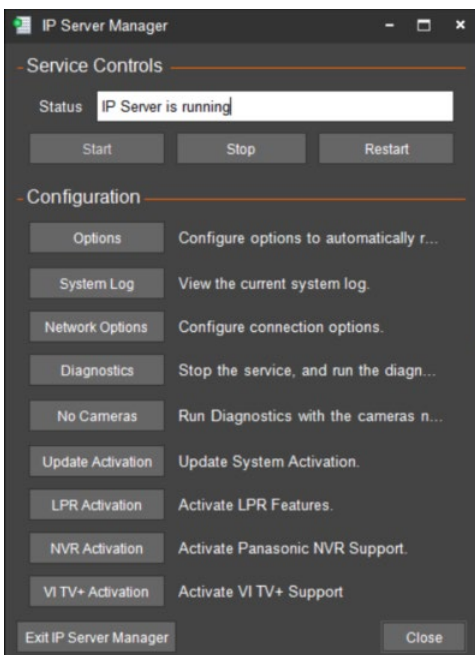 IP Server Manager
Service Controls
Status IP Server is running
Start Stop Restart
Configuration
Options Configure options to automatically r...
System Log View the current system log.
Network Options Configure connection options.
Diagnostics Stop the service, and run the diagn...
No Cameras Run Diagnostics with the cameras n...
Update Activation Update System Activation.
LPR Activation Activate LPR Features.
NVR Activation Activate Panasonic NVR Support.
VI TV+ Activation Activate VI TV+ Support
Exit IP Server Manager Close